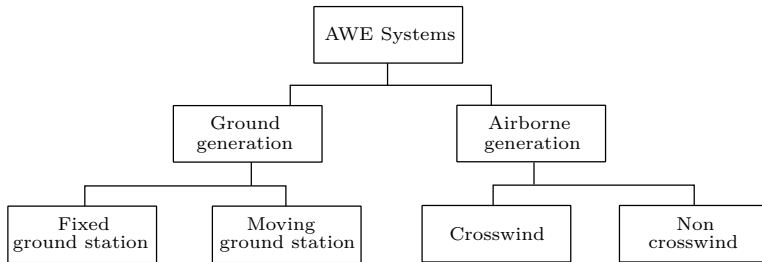 AWE Systems
Ground
generation
Airborne
generation
Fixed
ground station
Moving
ground station
Crosswind
Non
crosswind